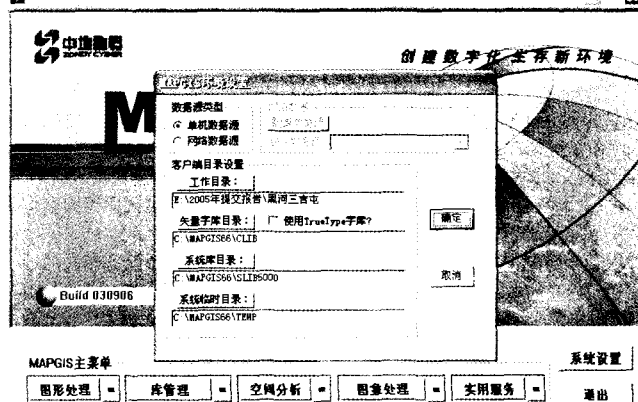 中地数码
ZONDY CYBER
创建数字化生存新环境
M
MAPGIS环境设置
数据源类型
单机数据源
网络数据源
客户端目录设置
工作目录：
E:\2005年提交报告\黑河三吉屯
矢量字库目录：
使用TrueType字库?
C:\MAPGIS66\CLIB
确定
系统库目录：
C:\MAPGIS66\SLIB5000
取消
系统临时目录：
C:\MAPGIS66\TEMP
Build 030906
MAPGIS主菜单
系统设置
图形处理
库管理
空间分析
图象处理
实用服务
退出